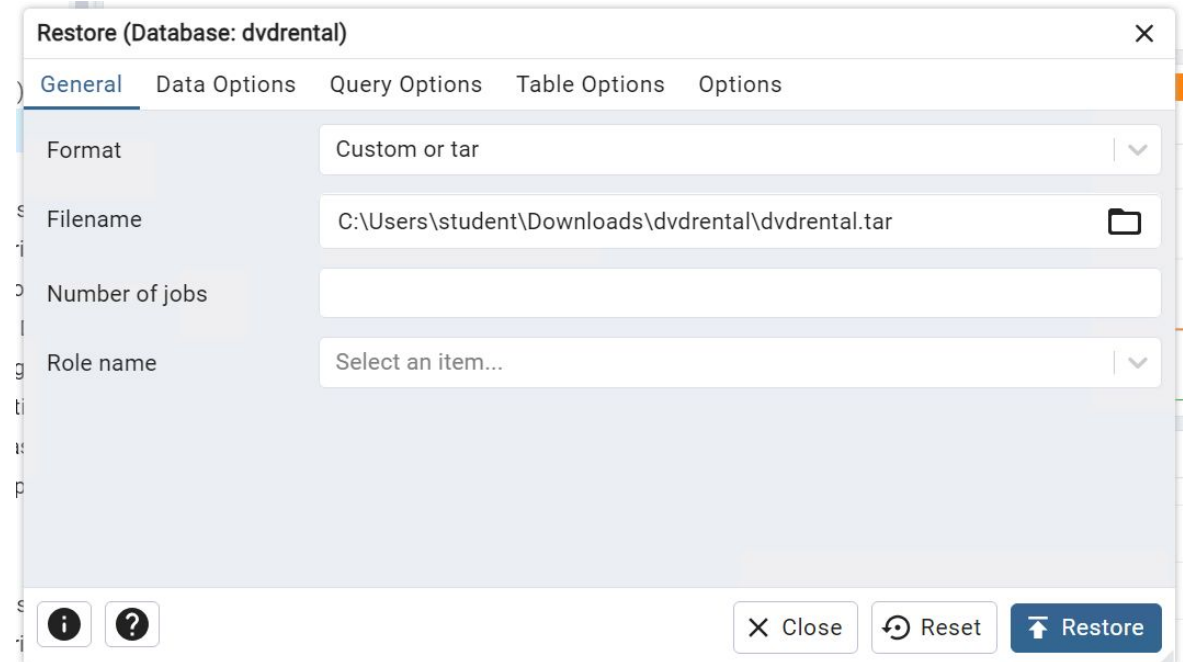 Restore (Database: dvdrental)
General Data Options Query Options Table Options Options
Format Custom or tar
Filename C:\Users\student\Downloads\dvdrental\dvdrental.tar
Number of jobs
Role name Select an item...
Close Reset Restore